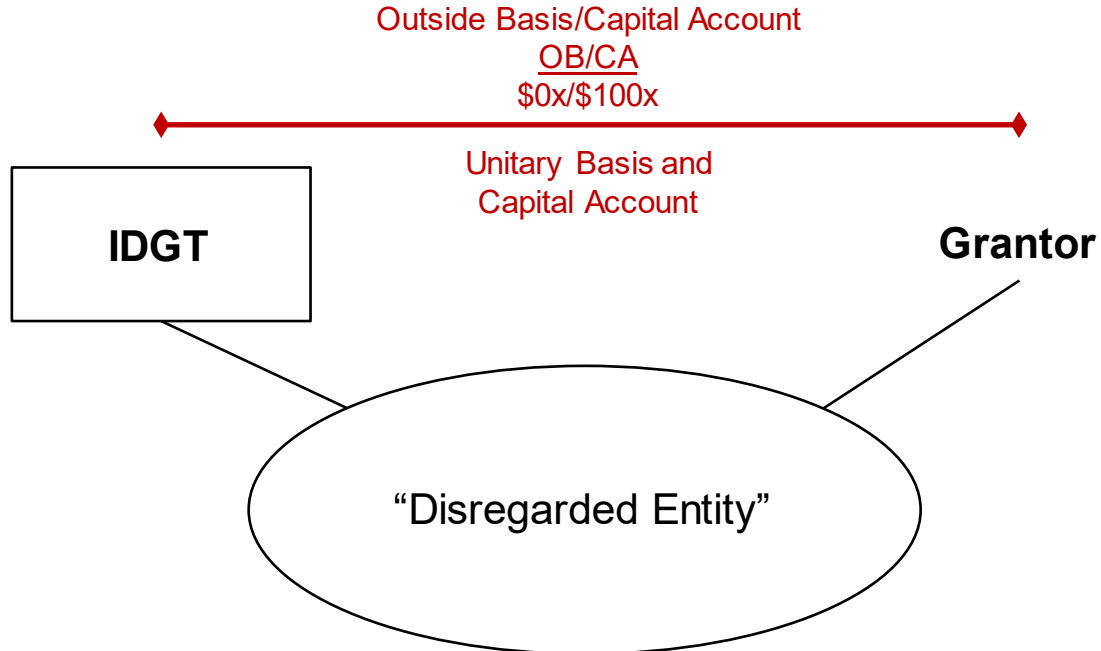 Outside Basis/Capital Account
OB/CA
$0x/$100x
Unitary Basis and
Capital Account
IDGT
Grantor
“Disregarded Entity”